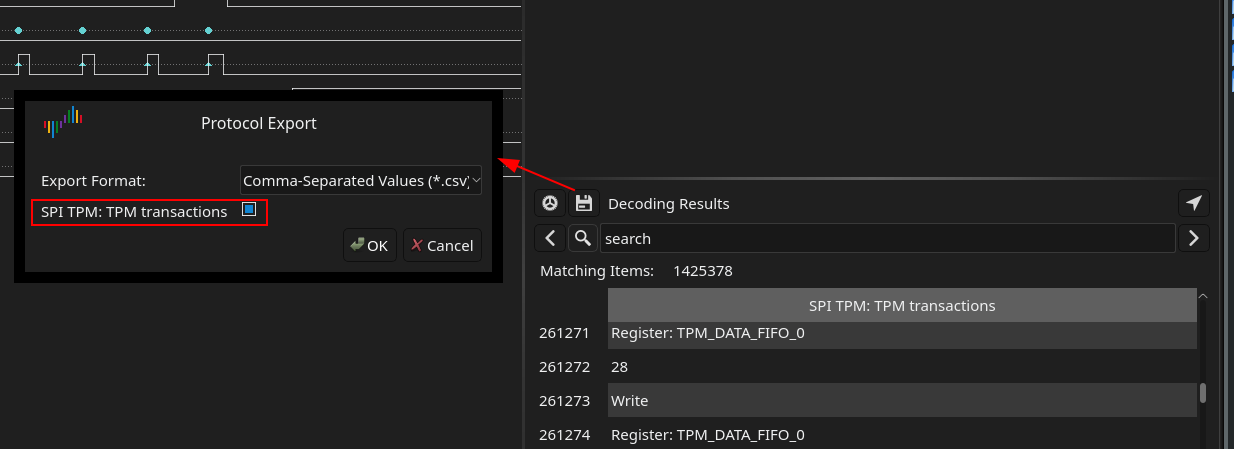 Protocol Export
Export Format:
Comma-Separated Values (*.csv)
SPI TPM: TPM transactions
OK
Cancel
Decoding Results
search
Matching Items: 1425378
SPI TPM: TPM transactions
261271 Register: TPM_DATA_FIFO_0
261272 28
261273 Write
261274 Register: TPM_DATA_FIFO_0